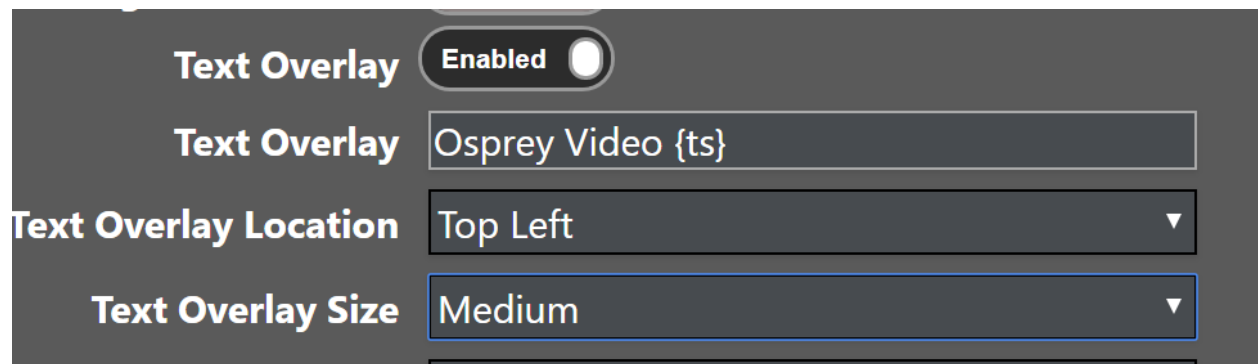 Text Overlay Enabled
Text Overlay Osprey Video {ts}
Text Overlay Location Top Left
Text Overlay Size Medium